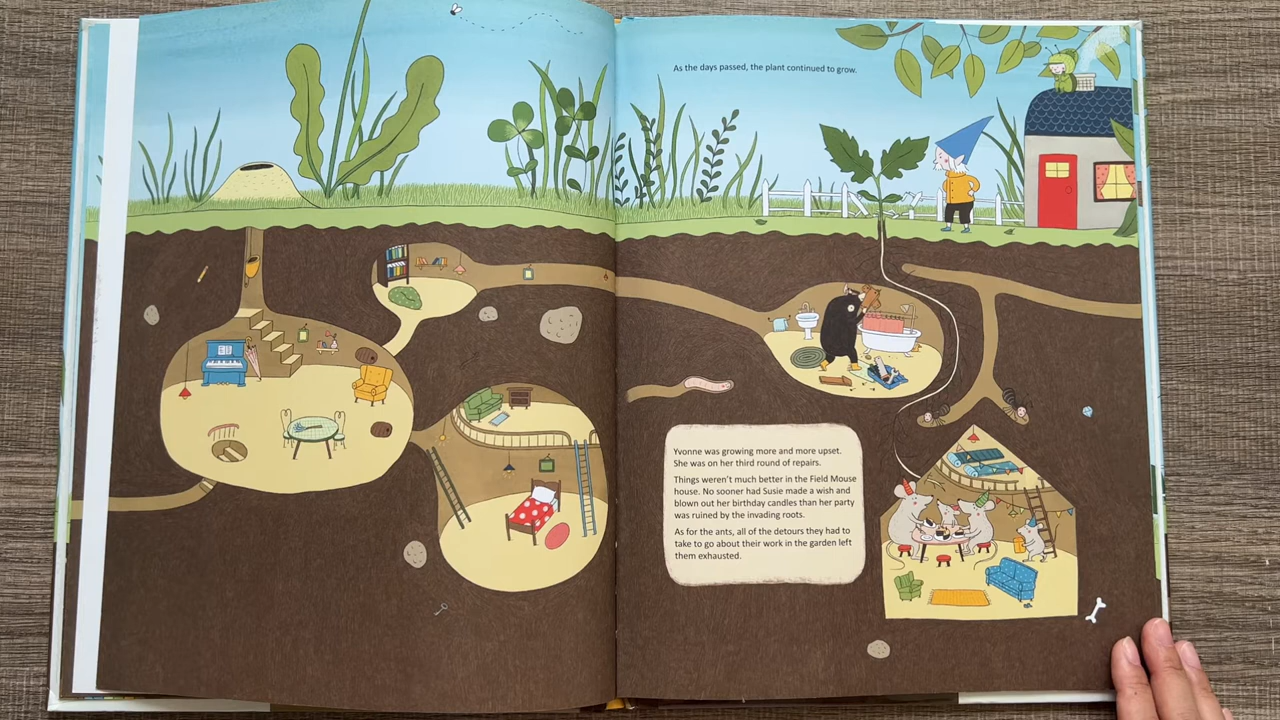 As the days passed, the plant continued to grow.
Yvonne was growing more and more upset.
She was on her third round of repairs.
Things weren't much better in the Field Mouse
house. No sooner had Susie made a wish and
blown out her birthday candles than her party
was ruined by the invading roots.
As for the ants, all of the detours they had to
take to go about their work in the garden left
them exhausted.